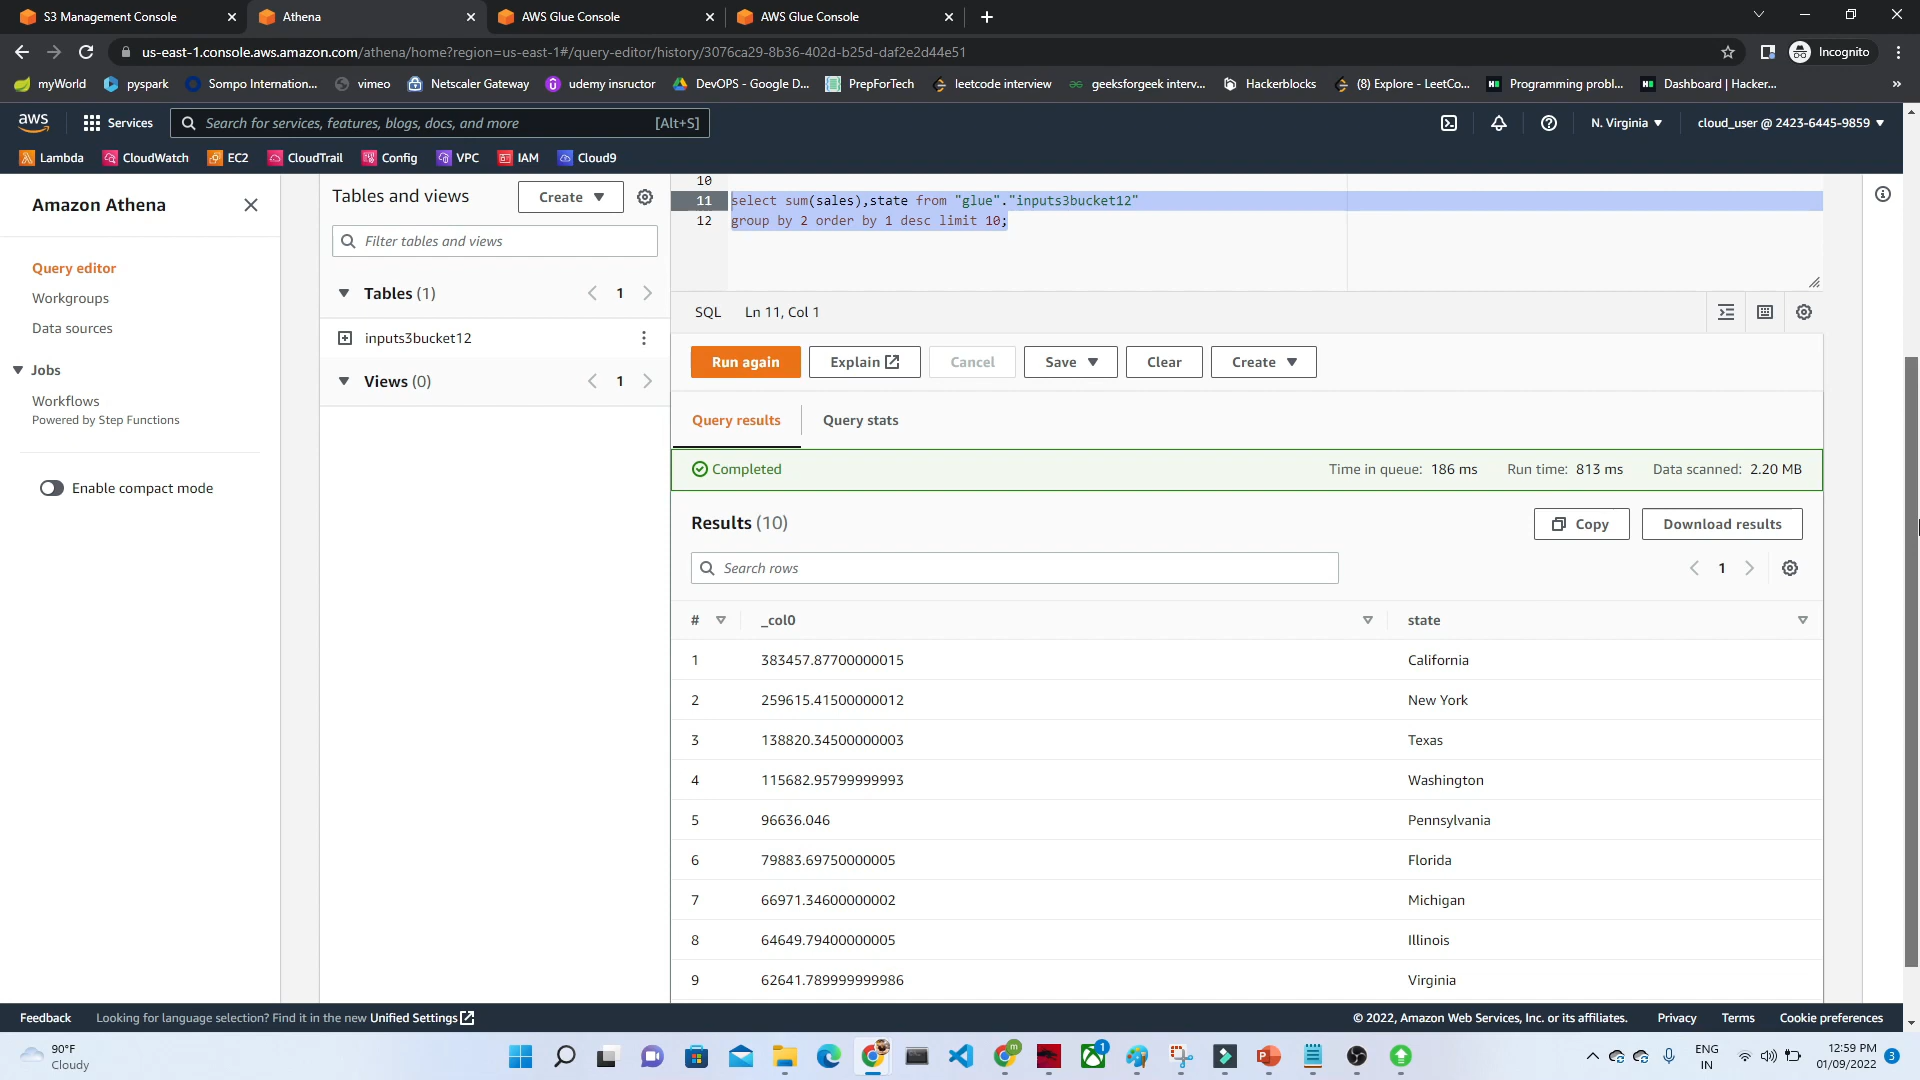 S3 Management Console
Athena
AWS Glue Console
AWS Glue Console
us-east-1.console.aws.amazon.com/athena/home?region=us-east-1#/query-editor/history/3076ca29-8b36-402d-b25d-daf2e2d44e51
Incognito
myWorld
pyspark
Sompo Internation...
vimeo
Netscaler Gateway
udemy insructor
DevOPS - Google D...
PrepForTech
leetcode interview
geeksforgeek interv...
Hackerblocks
(8) Explore - LeetCo...
Programming probl...
Dashboard | Hacker...
»
aws
Services
Search for services, features, blogs, docs, and more
[Alt+S]
N. Virginia
cloud_user @ 2423-6445-9859
Lambda
CloudWatch
EC2
CloudTrail
Config
VPC
IAM
Cloud9
Amazon Athena
Query editor
Workgroups
Data sources
Jobs
Workflows
Powered by Step Functions
Enable compact mode
Tables and views
Create
Filter tables and views
Tables (1)
1
inputs3bucket12
Views (0)
1
10
11 select sum(sales),state from "glue"."inputs3bucket12"
12 group by 2 order by 1 desc limit 10;
SQL
Ln 11, Col 1
Run again
Explain
Cancel
Save
Clear
Create
Query results
Query stats
Completed
Time in queue: 186 ms
Run time: 813 ms
Data scanned: 2.20 MB
Results (10)
Copy
Download results
Search rows
1
# _col0 state
1 383457.87700000015 California
2 259615.41500000012 New York
3 138820.34500000003 Texas
4 115682.95799999993 Washington
5 96636.046 Pennsylvania
6 79883.69750000005 Florida
7 66971.34600000002 Michigan
8 64649.79400000005 Illinois
9 62641.789999999986 Virginia
Feedback
Looking for language selection? Find it in the new Unified Settings
© 2022, Amazon Web Services, Inc. or its affiliates.
Privacy
Terms
Cookie preferences
90°F
Cloudy
m
1
ENG
IN
12:59 PM
01/09/2022
3